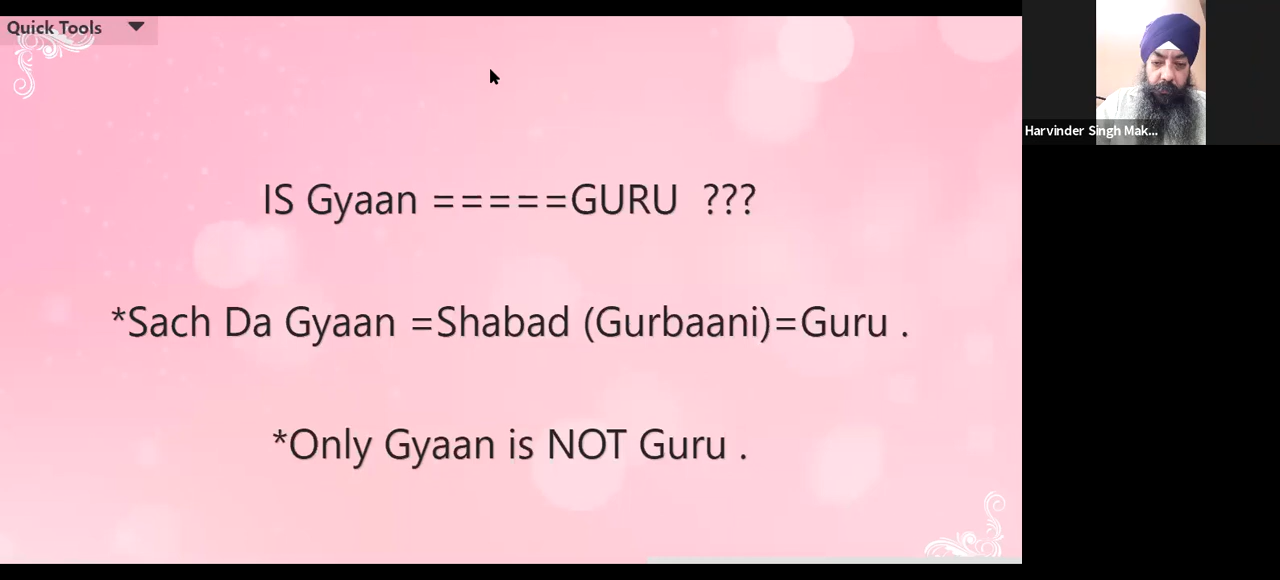 Quick Tools
IS Gyaan =====GURU ???
*Sach Da Gyaan =Shabad (Gurbaani)=Guru .
*Only Gyaan is NOT Guru .
Harvinder Singh Mak...